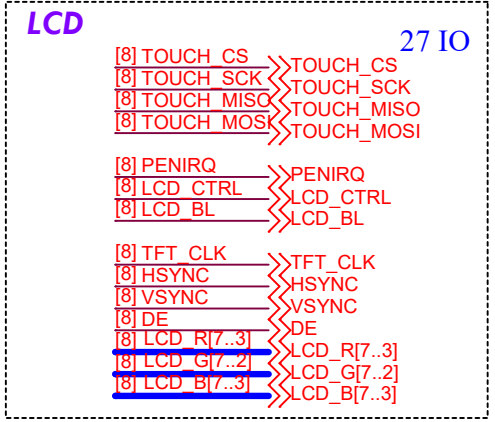 LCD
27 IO
[8] TOUCH_CS TOUCH_CS
[8] TOUCH_SCK TOUCH_SCK
[8] TOUCH_MISO TOUCH_MISO
[8] TOUCH_MOSI TOUCH_MOSI
[8] PENIRQ PENIRQ
[8] LCD_CTRL LCD_CTRL
[8] LCD_BL LCD_BL
[8] TFT_CLK TFT_CLK
[8] HSYNC HSYNC
[8] VSYNC VSYNC
[8] DE DE
[8] LCD_R[7..3] LCD_R[7..3]
[8] LCD_G[7..2] LCD_G[7..2]
[8] LCD_B[7..3] LCD_B[7..3]